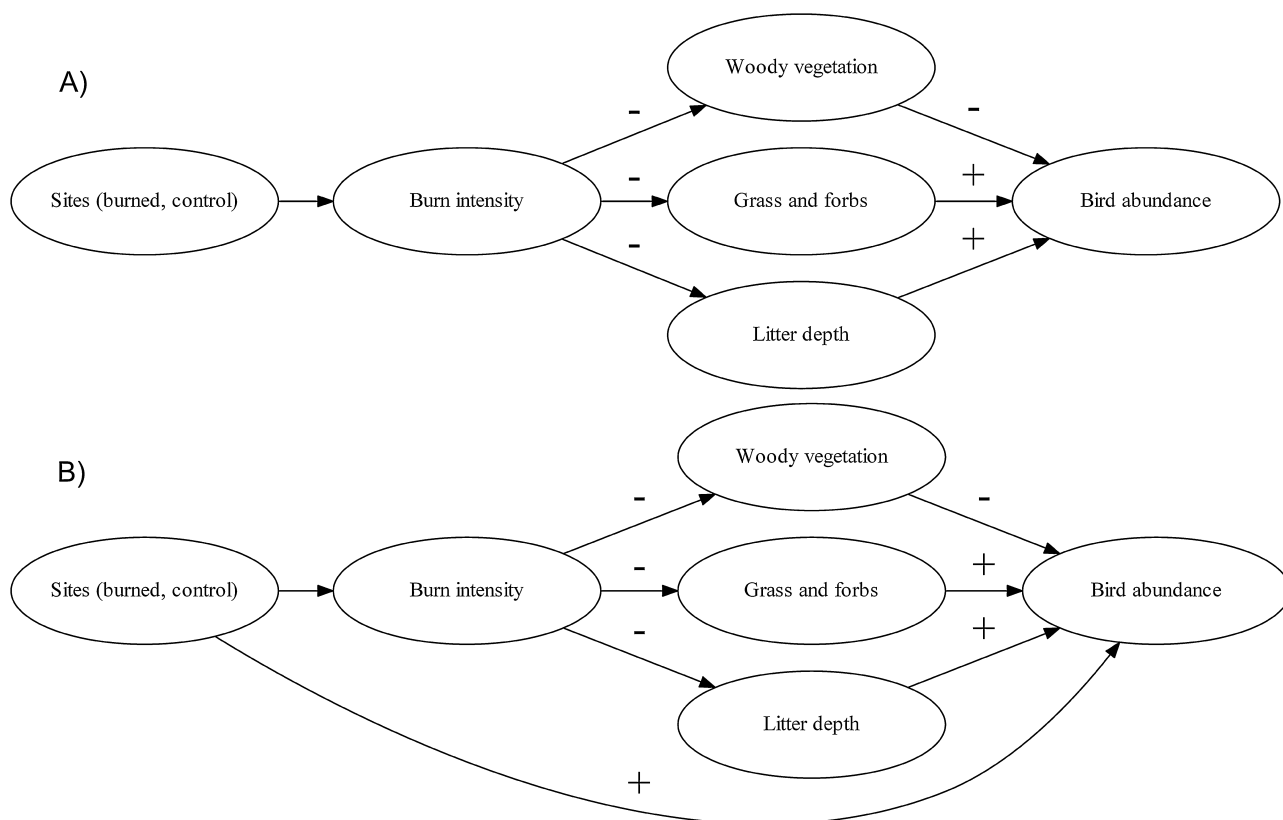 A)
Woody vegetation
-
-
Sites (burned, control)
Burn intensity
-
Grass and forbs
+
Bird abundance
-
+
Litter depth
B)
Woody vegetation
-
-
Sites (burned, control)
Burn intensity
-
Grass and forbs
+
Bird abundance
-
+
Litter depth
+